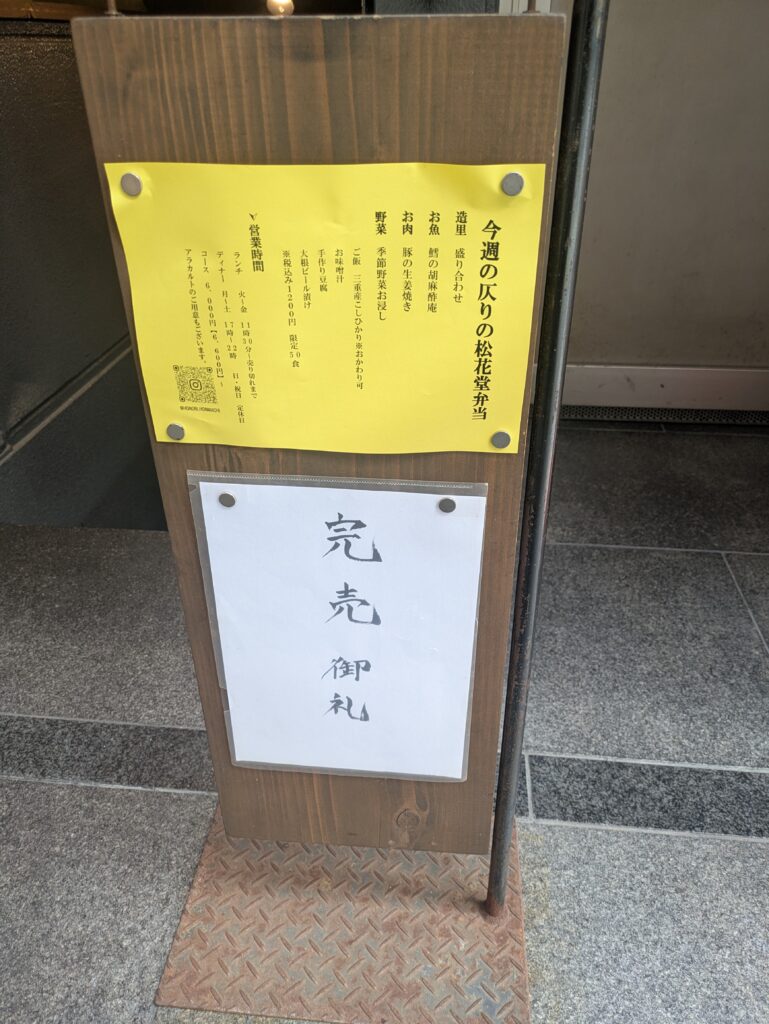 今週の仄りの松花堂弁当
造里 盛り合わせ
お魚 鱈の胡麻酢庵
お肉 豚の生姜焼き
野菜 季節野菜お浸し
ご飯 三重産こしひかり※おかわり可
お味噌汁
手作り豆腐
大根ビール漬け
※税込み1200円 限定50食
営業時間
ランチ 火~金 11時30分~売り切れまで
ディナー 月~土 17時~22時 日・祝日 定休日
コース 6,000円【6,600円】~
アラカルトのご用意もございます。
完売
御礼